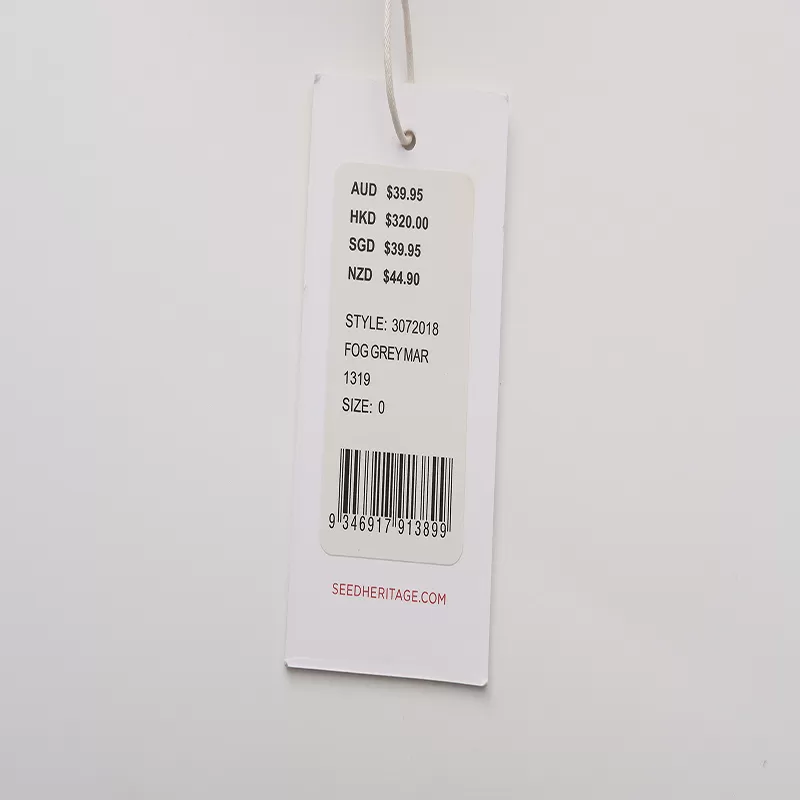 AUD $39.95
HKD $320.00
SGD $39.95
NZD $44.90
STYLE: 3072018
FOG GREY MAR
1319
SIZE: 0
9 346917 913899
SEEDHERITAGE.COM